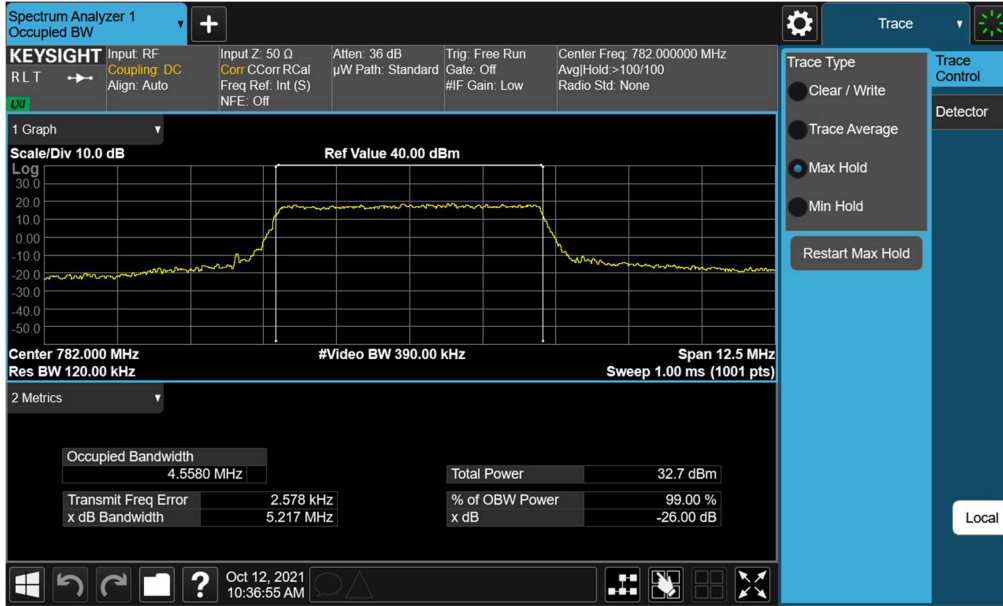 Spectrum Analyzer 1
Occupied BW
+
Trace
KEYSIGHT
R L T
LXI
Input: RF
Coupling: DC
Align: Auto
Input Z: 50 Ω
Corr CCorr RCal
Freq Ref: Int (S)
NFE: Off
Atten: 36 dB
µW Path: Standard
Trig: Free Run
Gate: Off
#IF Gain: Low
Center Freq: 782.000000 MHz
Avg|Hold:>100/100
Radio Std: None
1 Graph
Scale/Div 10.0 dB
Ref Value 40.00 dBm
Log
30.0
20.0
10.0
0.00
-10.0
-20.0
-30.0
-40.0
-50.0
Center 782.000 MHz
#Video BW 390.00 kHz
Span 12.5 MHz
Res BW 120.00 kHz
Sweep 1.00 ms (1001 pts)
2 Metrics
Occupied Bandwidth
4.5580 MHz
Total Power 32.7 dBm
Transmit Freq Error 2.578 kHz
% of OBW Power 99.00 %
x dB Bandwidth 5.217 MHz
x dB -26.00 dB
Trace Type
Clear / Write
Trace Average
Max Hold
Min Hold
Restart Max Hold
Trace
Control
Detector
Local
?
Oct 12, 2021
10:36:55 AM